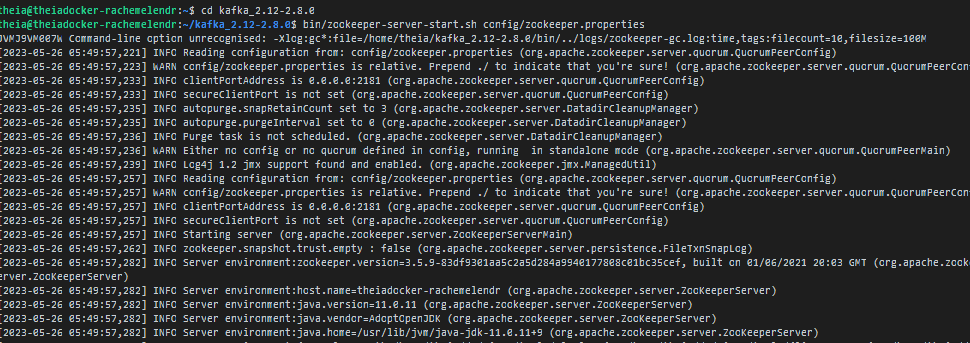 theia@theiadocker-rachemelendr:~$ cd kafka_2.12-2.8.0
theia@theiadocker-rachemelendr:~/kafka_2.12-2.8.0$ bin/zookeeper-server-start.sh config/zookeeper.properties
JVMJ9VM007W Command-line option unrecognised: -Xlog:gc*:file=/home/theia/kafka_2.12-2.8.0/bin/../logs/zookeeper-gc.log:time,tags:filecount=10,filesize=100M
[2023-05-26 05:49:57,221] INFO Reading configuration from: config/zookeeper.properties (org.apache.zookeeper.server.quorum.QuorumPeerConfig)
[2023-05-26 05:49:57,223] WARN config/zookeeper.properties is relative. Prepend ./ to indicate that you're sure! (org.apache.zookeeper.server.quorum.QuorumPeerConf
[2023-05-26 05:49:57,233] INFO clientPortAddress is 0.0.0.0:2181 (org.apache.zookeeper.server.quorum.QuorumPeerConfig)
[2023-05-26 05:49:57,233] INFO secureClientPort is not set (org.apache.zookeeper.server.quorum.QuorumPeerConfig)
[2023-05-26 05:49:57,235] INFO autopurge.snapRetainCount set to 3 (org.apache.zookeeper.server.DatadirCleanupManager)
[2023-05-26 05:49:57,235] INFO autopurge.purgeInterval set to 0 (org.apache.zookeeper.server.DatadirCleanupManager)
[2023-05-26 05:49:57,236] INFO Purge task is not scheduled. (org.apache.zookeeper.server.DatadirCleanupManager)
[2023-05-26 05:49:57,236] WARN Either no config or no quorum defined in config, running  in standalone mode (org.apache.zookeeper.server.quorum.QuorumPeerMain)
[2023-05-26 05:49:57,239] INFO Log4j 1.2 jmx support found and enabled. (org.apache.zookeeper.jmx.ManagedUtil)
[2023-05-26 05:49:57,257] INFO Reading configuration from: config/zookeeper.properties (org.apache.zookeeper.server.quorum.QuorumPeerConfig)
[2023-05-26 05:49:57,257] WARN config/zookeeper.properties is relative. Prepend ./ to indicate that you're sure! (org.apache.zookeeper.server.quorum.QuorumPeerConf
[2023-05-26 05:49:57,257] INFO clientPortAddress is 0.0.0.0:2181 (org.apache.zookeeper.server.quorum.QuorumPeerConfig)
[2023-05-26 05:49:57,257] INFO secureClientPort is not set (org.apache.zookeeper.server.quorum.QuorumPeerConfig)
[2023-05-26 05:49:57,257] INFO Starting server (org.apache.zookeeper.server.ZooKeeperServerMain)
[2023-05-26 05:49:57,262] INFO zookeeper.snapshot.trust.empty : false (org.apache.zookeeper.server.persistence.FileTxnSnapLog)
[2023-05-26 05:49:57,282] INFO Server environment:zookeeper.version=3.5.9-83df9301aa5c2a5d284a9940177808c01bc35cef, built on 01/06/2021 20:03 GMT (org.apache.zook
erver.ZooKeeperServer)
[2023-05-26 05:49:57,282] INFO Server environment:host.name=theiadocker-rachemelendr (org.apache.zookeeper.server.ZooKeeperServer)
[2023-05-26 05:49:57,282] INFO Server environment:java.version=11.0.11 (org.apache.zookeeper.server.ZooKeeperServer)
[2023-05-26 05:49:57,282] INFO Server environment:java.vendor=AdoptOpenJDK (org.apache.zookeeper.server.ZooKeeperServer)
[2023-05-26 05:49:57,282] INFO Server environment:java.home=/usr/lib/jvm/java-jdk-11.0.11+9 (org.apache.zookeeper.server.ZooKeeperServer)